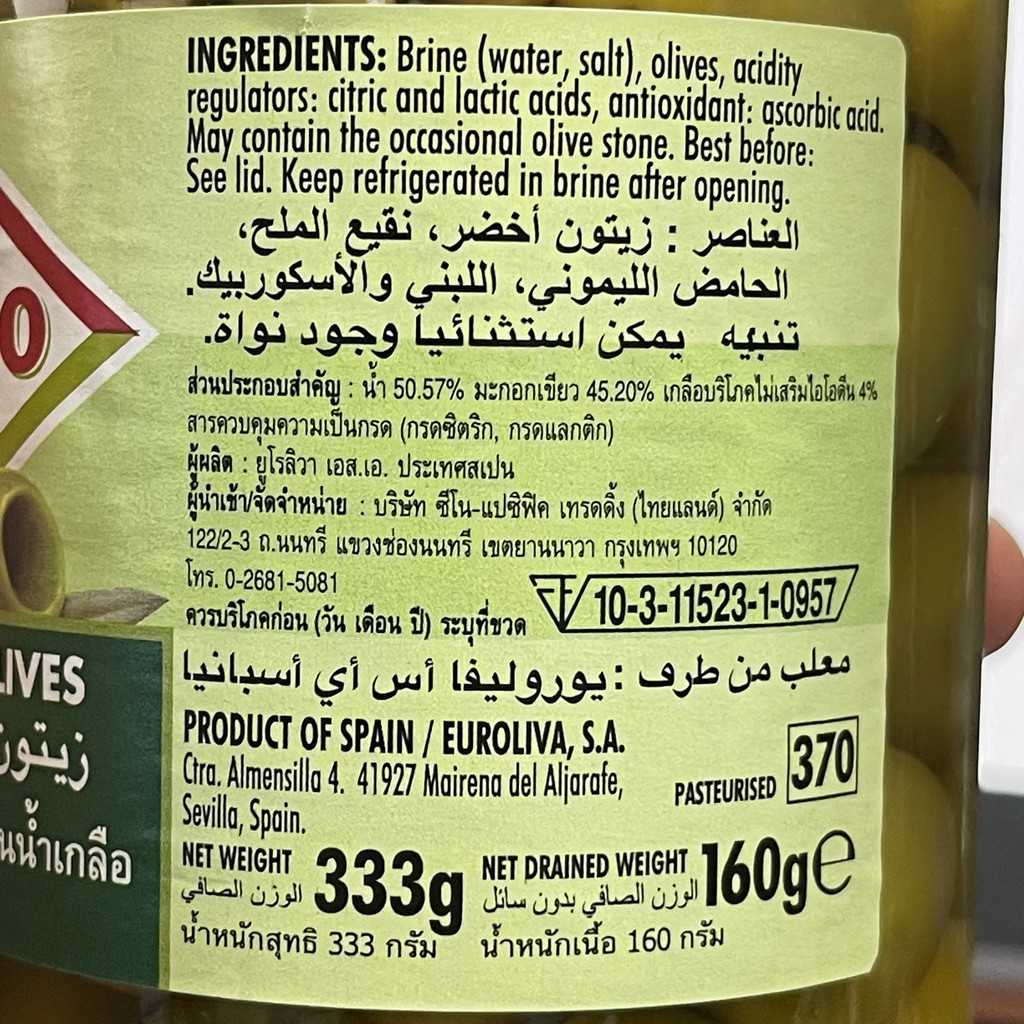 INGREDIENTS: Brine (water, salt), olives, acidity
regulators: citric and lactic acids, antioxidant: ascorbic acid.
May contain the occasional olive stone. Best before:
See lid. Keep refrigerated in brine after opening.
العناصر : زيتون أخضر، نقيع الملح،
الحامض الليموني، اللبني والأسكوربيك.
تنبيه يمكن استثنائيا وجود نواة.
ส่วนประกอบสำคัญ : น้ำ 50.57% มะกอกเขียว 45.20% เกลือบริโภคไม่เสริมไอโอดีน 4%
สารควบคุมความเป็นกรด (กรดซิตริก, กรดแลกติก)
ผู้ผลิต : ยูโรลิวา เอส.เอ. ประเทศสเปน
ผู้นำเข้า/จัดจำหน่าย : บริษัท ซีโน-แปซิฟิค เทรดดิ้ง (ไทยแลนด์) จำกัด
122/2-3 ถ.นนทรี แขวงช่องนนทรี เขตยานนาวา กรุงเทพฯ 10120
โทร. 0-2681-5081
ควรบริโภคก่อน (วัน เดือน ปี) ระบุที่ขวด
10-3-11523-1-0957
معلب من طرف : يوروليفا أس أي أسبانيا
PRODUCT OF SPAIN / EUROLIVA, S.A.
Ctra. Almensilla 4. 41927 Mairena del Aljarafe,
Sevilla, Spain.
PASTEURISED 370
NET WEIGHT 333g
الوزن الصافي
น้ำหนักสุทธิ 333 กรัม
NET DRAINED WEIGHT 160g e
الوزن الصافي بدون سائل
น้ำหนักเนื้อ 160 กรัม
O
LIVES
زيتون
นน้ำเกลือ